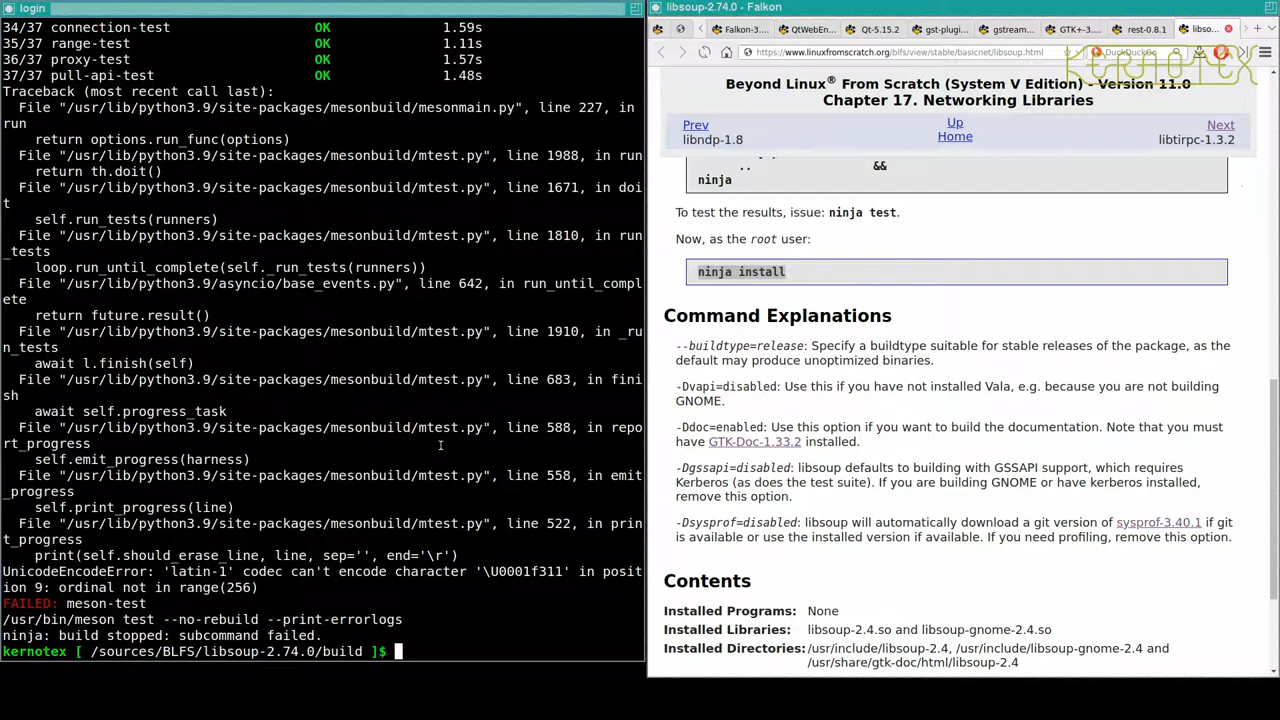 login
34/37 connection-test OK 1.59s
35/37 range-test OK 1.11s
36/37 proxy-test OK 1.57s
37/37 pull-api-test OK 1.48s
Traceback (most recent call last):
File "/usr/lib/python3.9/site-packages/mesonbuild/mesonmain.py", line 227, in
run
return options.run_func(options)
File "/usr/lib/python3.9/site-packages/mesonbuild/mtest.py", line 1988, in run
return th.doit()
File "/usr/lib/python3.9/site-packages/mesonbuild/mtest.py", line 1671, in doi
t
self.run_tests(runners)
File "/usr/lib/python3.9/site-packages/mesonbuild/mtest.py", line 1810, in run
_tests
loop.run_until_complete(self._run_tests(runners))
File "/usr/lib/python3.9/asyncio/base_events.py", line 642, in run_until_compl
ete
return future.result()
File "/usr/lib/python3.9/site-packages/mesonbuild/mtest.py", line 1910, in _ru
n_tests
await l.finish(self)
File "/usr/lib/python3.9/site-packages/mesonbuild/mtest.py", line 683, in fini
sh
await self.progress_task
File "/usr/lib/python3.9/site-packages/mesonbuild/mtest.py", line 588, in repo
rt_progress
self.emit_progress(harness)
File "/usr/lib/python3.9/site-packages/mesonbuild/mtest.py", line 558, in emit
_progress
self.print_progress(line)
File "/usr/lib/python3.9/site-packages/mesonbuild/mtest.py", line 522, in prin
t_progress
print(self.should_erase_line, line, sep='', end='\r')
UnicodeEncodeError: 'latin-1' codec can't encode character '\U0001f311' in posit
ion 9: ordinal not in range(256)
FAILED: meson-test
/usr/bin/meson test --no-rebuild --print-errorlogs
ninja: build stopped: subcommand failed.
kernotex [ /sources/BLFS/libsoup-2.74.0/build ]$
libsoup-2.74.0 - Falkon
Falkon-3.... QtWebEn... Qt-5.15.2 gst-plugi... gstream... GTK+-3.... rest-0.8.1 libso...
https://www.linuxfromscratch.org/blfs/view/stable/basicnet/libsoup.html DuckDuckGo
KERNOTEX
Beyond Linux® From Scratch (System V Edition) - Version 11.0
Chapter 17. Networking Libraries
Prev Up Next
libndp-1.8 Home libtirpc-1.3.2
.. &&
ninja
To test the results, issue: ninja test.
Now, as the root user:
ninja install
Command Explanations
--buildtype=release: Specify a buildtype suitable for stable releases of the package, as the
default may produce unoptimized binaries.
-Dvapi=disabled: Use this if you have not installed Vala, e.g. because you are not building
GNOME.
-Ddoc=enabled: Use this option if you want to build the documentation. Note that you must
have GTK-Doc-1.33.2 installed.
-Dgssapi=disabled: libsoup defaults to building with GSSAPI support, which requires
Kerberos (as does the test suite). If you are building GNOME or have kerberos installed,
remove this option.
-Dsysprof=disabled: libsoup will automatically download a git version of sysprof-3.40.1 if git
is available or use the installed version if available. If you need profiling, remove this option.
Contents
Installed Programs: None
Installed Libraries: libsoup-2.4.so and libsoup-gnome-2.4.so
Installed Directories: /usr/include/libsoup-2.4, /usr/include/libsoup-gnome-2.4 and
/usr/share/gtk-doc/html/libsoup-2.4